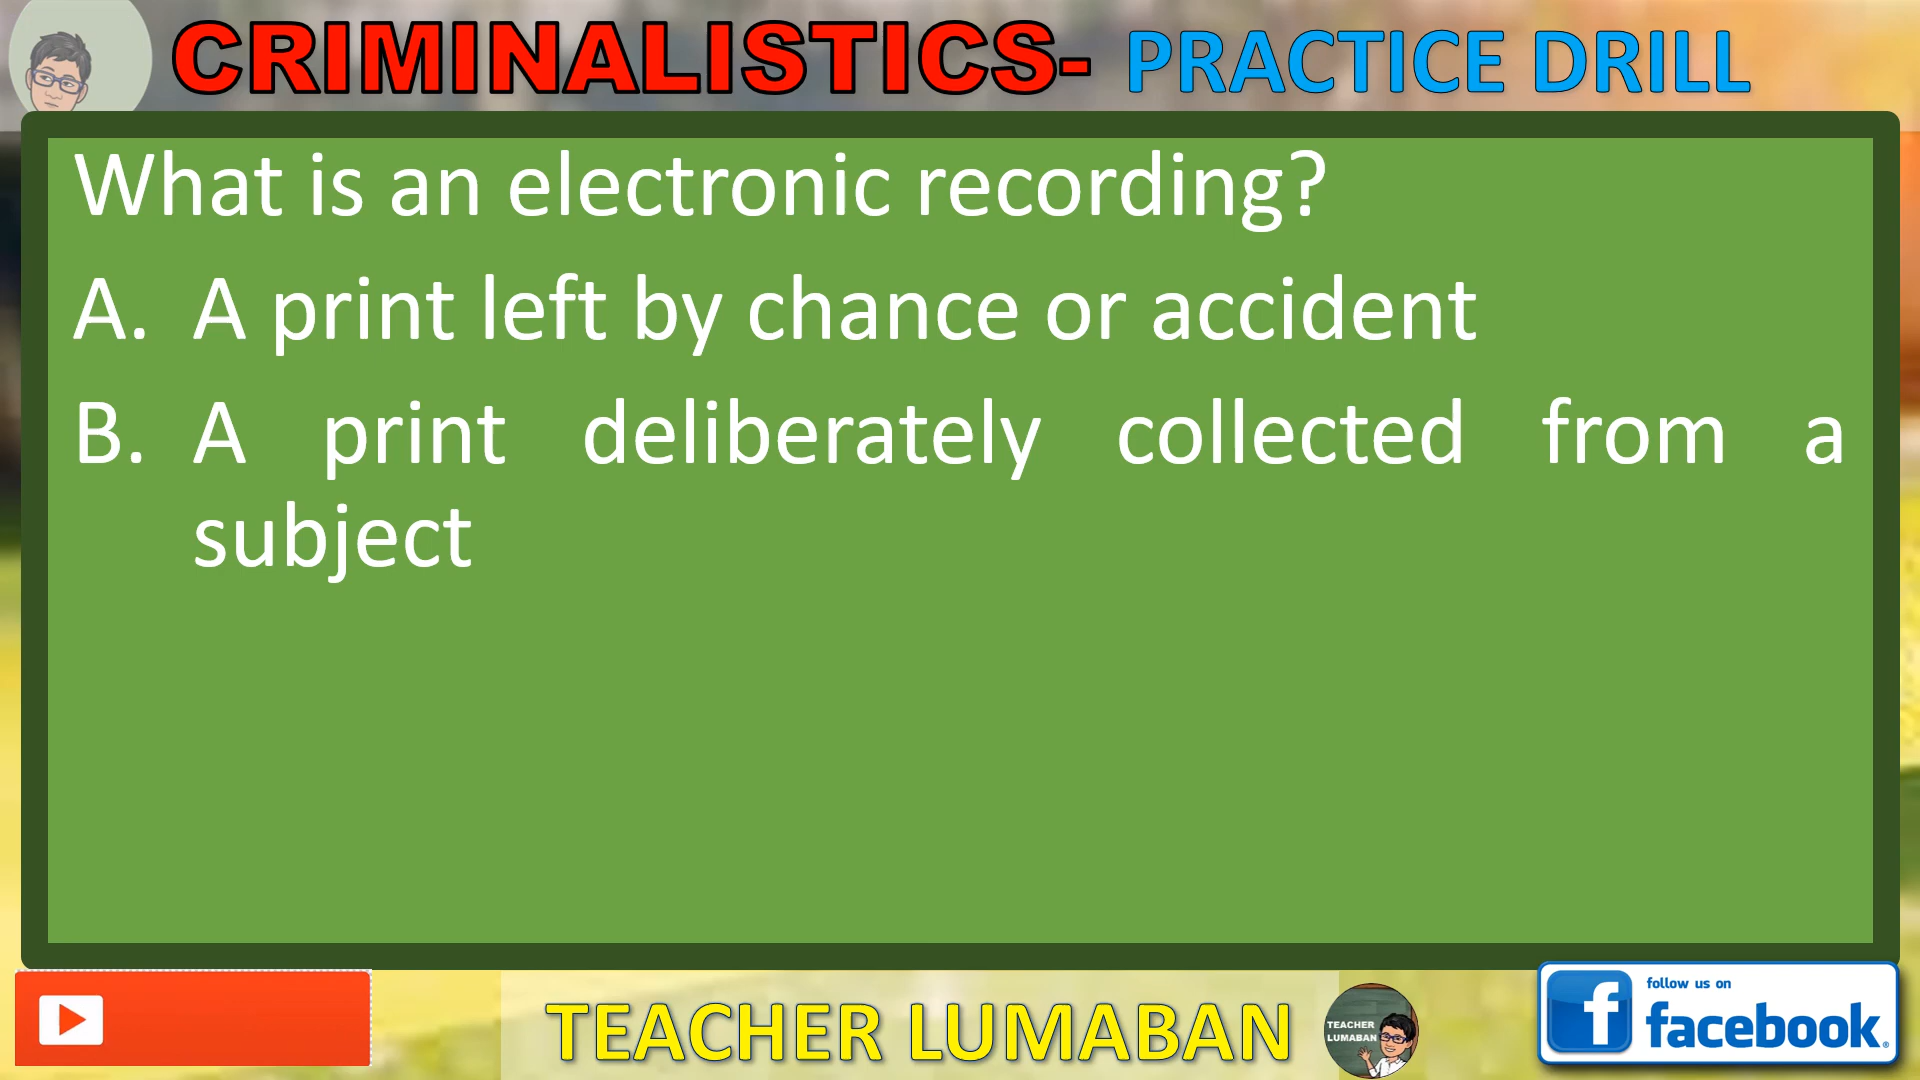 CRIMINALISTICS- PRACTICE DRILL
What is an electronic recording?
A. A print left by chance or accident
B. A print deliberately collected from a
subject
TEACHER LUMABAN
TEACHER
LUMABAN
follow us on
facebook